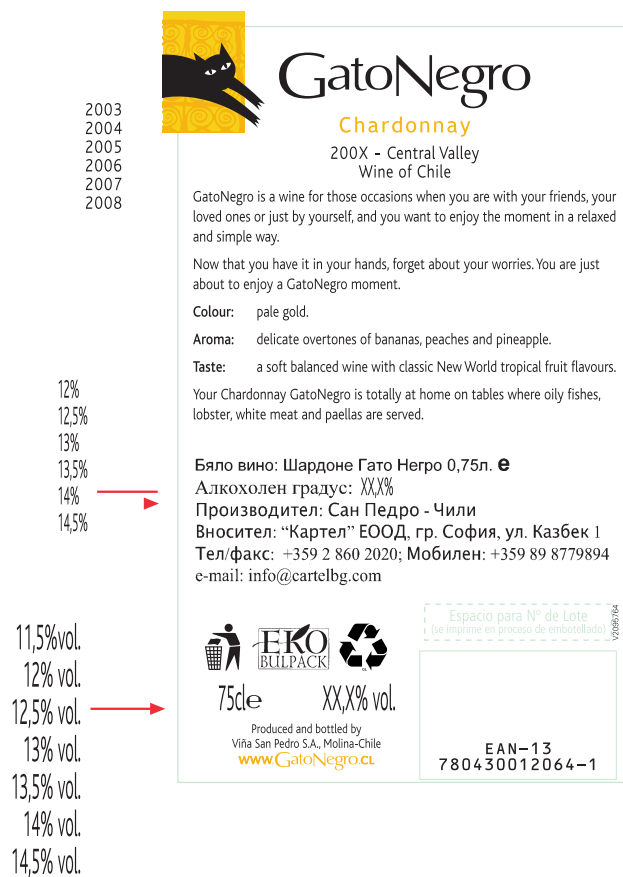 GatoNegro
Chardonnay
200X - Central Valley
Wine of Chile
2003
2004
2005
2006
2007
2008
GatoNegro is a wine for those occasions when you are with your friends, your
loved ones or just by yourself, and you want to enjoy the moment in a relaxed
and simple way.
Now that you have it in your hands, forget about your worries. You are just
about to enjoy a GatoNegro moment.
Colour: pale gold.
Aroma: delicate overtones of bananas, peaches and pineapple.
Taste: a soft balanced wine with classic New World tropical fruit flavours.
Your Chardonnay GatoNegro is totally at home on tables where oily fishes,
lobster, white meat and paellas are served.
12%
12,5%
13%
13,5%
14%
14,5%
Бяло вино: Шардоне Гато Негро 0,75л. e
Алкохолен градус: XX,X%
Производител: Сан Педро - Чили
Вносител: “Картел” ЕООД, гр. София, ул. Казбек 1
Тел/факс: +359 2 860 2020; Мобилен: +359 89 8779894
e-mail: info@cartelbg.com
Espacio para Nº de Lote
(se imprime en proceso de embotellado)
V2095764
EKO
BULPACK
75cle XX,X% vol.
Produced and bottled by
Viña San Pedro S.A., Molina-Chile
www.GatoNegro.CL
EAN-13
780430012064-1
11,5%vol.
12% vol.
12,5% vol.
13% vol.
13,5% vol.
14% vol.
14,5% vol.